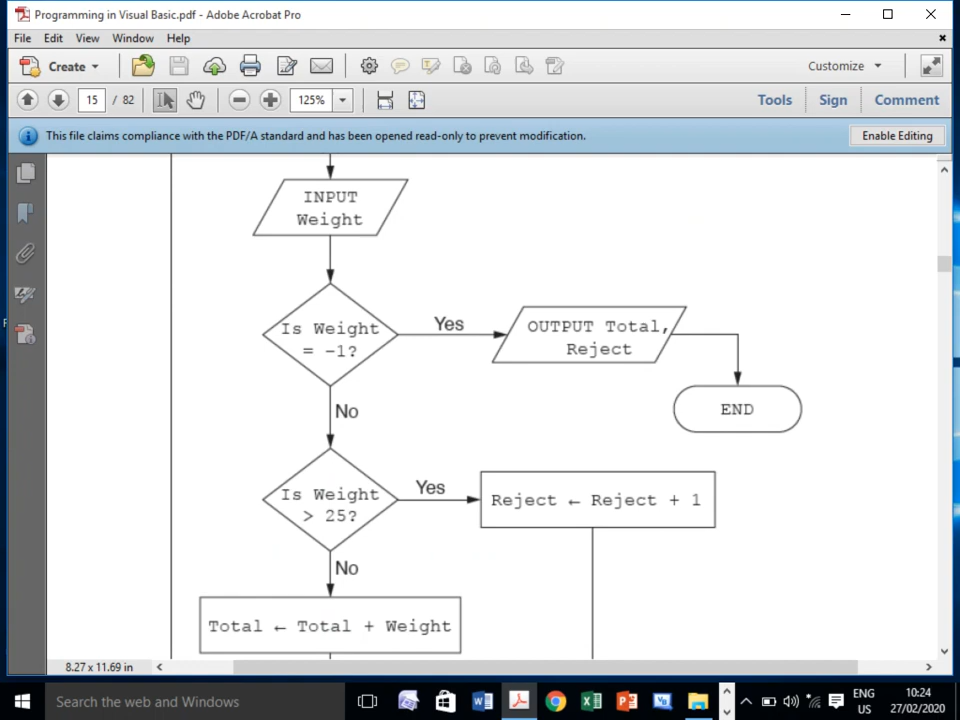 Programming in Visual Basic.pdf - Adobe Acrobat Pro
File Edit View Window Help
Create
Customize
15 / 82
125%
Tools Sign Comment
This file claims compliance with the PDF/A standard and has been opened read-only to prevent modification.
Enable Editing
INPUT
Weight
Is Weight
= -1?
Yes
OUTPUT Total,
Reject
END
No
Is Weight
> 25?
Yes
Reject ← Reject + 1
No
Total ← Total + Weight
8.27 x 11.69 in
Search the web and Windows
ENG
US
10:24
27/02/2020